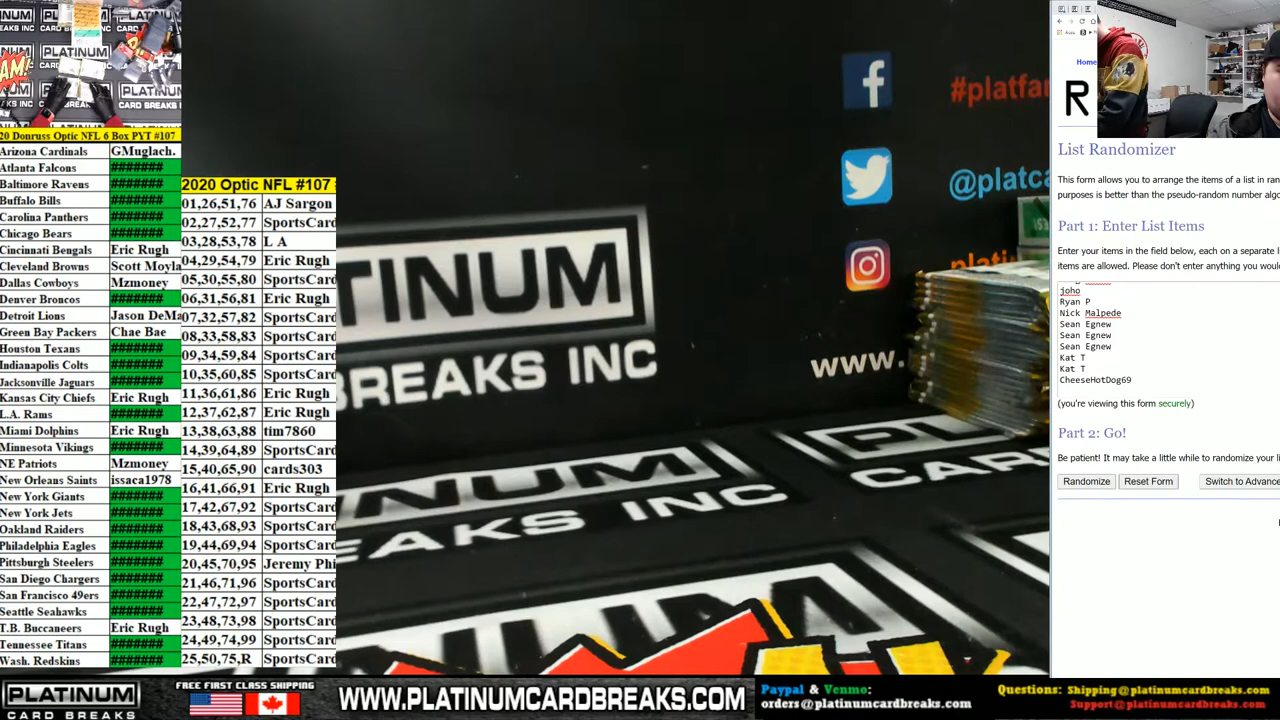 PLATINUM
CARD BREAKS INC
20 Donruss Optic NFL 6 Box PYT #107
Arizona Cardinals GMuglach.
Atlanta Falcons #######
Baltimore Ravens #######
Buffalo Bills #######
Carolina Panthers #######
Chicago Bears #######
Cincinnati Bengals Eric Rugh
Cleveland Browns Scott Moyla
Dallas Cowboys Mzmoney
Denver Broncos #######
Detroit Lions Jason DeMa
Green Bay Packers Chae Bae
Houston Texans #######
Indianapolis Colts #######
Jacksonville Jaguars #######
Kansas City Chiefs Eric Rugh
L.A. Rams #######
Miami Dolphins Eric Rugh
Minnesota Vikings #######
NE Patriots Mzmoney
New Orleans Saints issaca1978
New York Giants #######
New York Jets #######
Oakland Raiders #######
Philadelphia Eagles #######
Pittsburgh Steelers #######
San Diego Chargers #######
San Francisco 49ers #######
Seattle Seahawks #######
T.B. Buccaneers Eric Rugh
Tennessee Titans #######
Wash. Redskins #######
2020 Optic NFL #107
01,26,51,76 AJ Sargon
02,27,52,77 SportsCard
03,28,53,78 L A
04,29,54,79 Eric Rugh
05,30,55,80 SportsCard
06,31,56,81 Eric Rugh
07,32,57,82 SportsCard
08,33,58,83 SportsCard
09,34,59,84 SportsCard
10,35,60,85 SportsCard
11,36,61,86 Eric Rugh
12,37,62,87 Eric Rugh
13,38,63,88 tim7860
14,39,64,89 SportsCard
15,40,65,90 cards303
16,41,66,91 Eric Rugh
17,42,67,92 SportsCard
18,43,68,93 SportsCard
19,44,69,94 SportsCard
20,45,70,95 Jeremy Phi
21,46,71,96 SportsCard
22,47,72,97 SportsCard
23,48,73,98 SportsCard
24,49,74,99 SportsCard
25,50,75,R SportsCard
TINUM
BREAKS INC
#platfa
@platca
platin
www.
NUM
EAKS INC
PL
CARD
Home
R
List Randomizer
This form allows you to arrange the items of a list in ran
purposes is better than the pseudo-random number algo
Part 1: Enter List Items
Enter your items in the field below, each on a separate l
items are allowed. Please don't enter anything you woul
joho
Ryan P
Nick Malpede
Sean Egnew
Sean Egnew
Sean Egnew
Kat T
Kat T
CheeseHotDog69
(you're viewing this form securely)
Part 2: Go!
Be patient! It may take a little while to randomize your li
Randomize Reset Form Switch to Advance
PLATINUM
CARD BREAKS
FREE FIRST CLASS SHIPPING
WWW.PLATINUMCARDBREAKS.COM
Paypal & Venmo:
orders@platinumcardbreaks.com
Questions: Shipping@platinumcardbreaks.com
Support@platinumcardbreaks.com